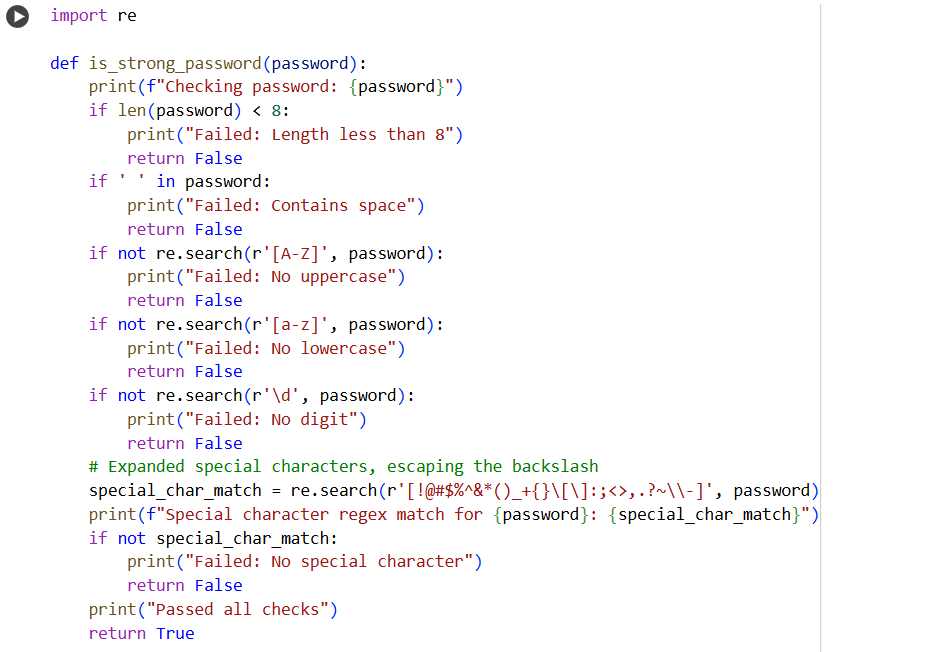 import re

def is_strong_password(password):
    print(f"Checking password: {password}")
    if len(password) < 8:
        print("Failed: Length less than 8")
        return False
    if ' ' in password:
        print("Failed: Contains space")
        return False
    if not re.search(r'[A-Z]', password):
        print("Failed: No uppercase")
        return False
    if not re.search(r'[a-z]', password):
        print("Failed: No lowercase")
        return False
    if not re.search(r'\d', password):
        print("Failed: No digit")
        return False
    # Expanded special characters, escaping the backslash
    special_char_match = re.search(r'[!@#$%^&*()_+{}\[\]:;<>,.?~\\-]', password)
    print(f"Special character regex match for {password}: {special_char_match}")
    if not special_char_match:
        print("Failed: No special character")
        return False
    print("Passed all checks")
    return True